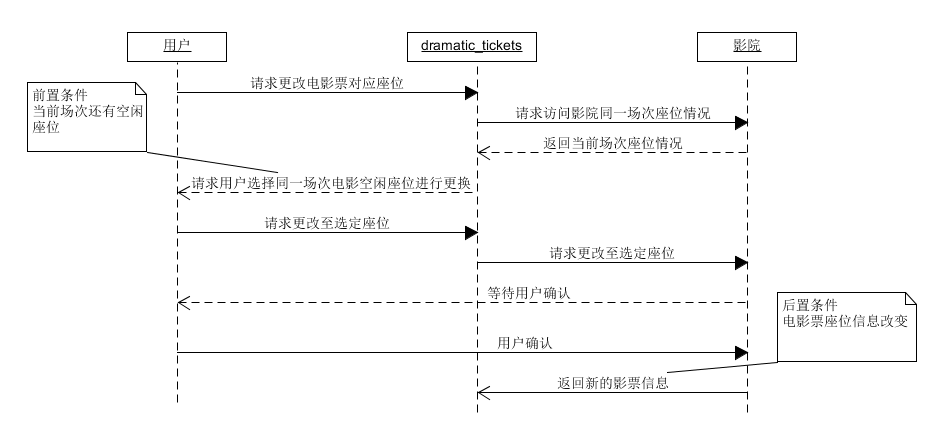 用户
dramatic_tickets
影院
请求更改电影票对应座位
前置条件
当前场次还有空闲
座位
请求访问影院同一场次座位情况
返回当前场次座位情况
请求用户选择同一场次电影空闲座位进行更换
请求更改至选定座位
请求更改至选定座位
等待用户确认
后置条件
电影票座位信息改变
用户确认
返回新的影票信息